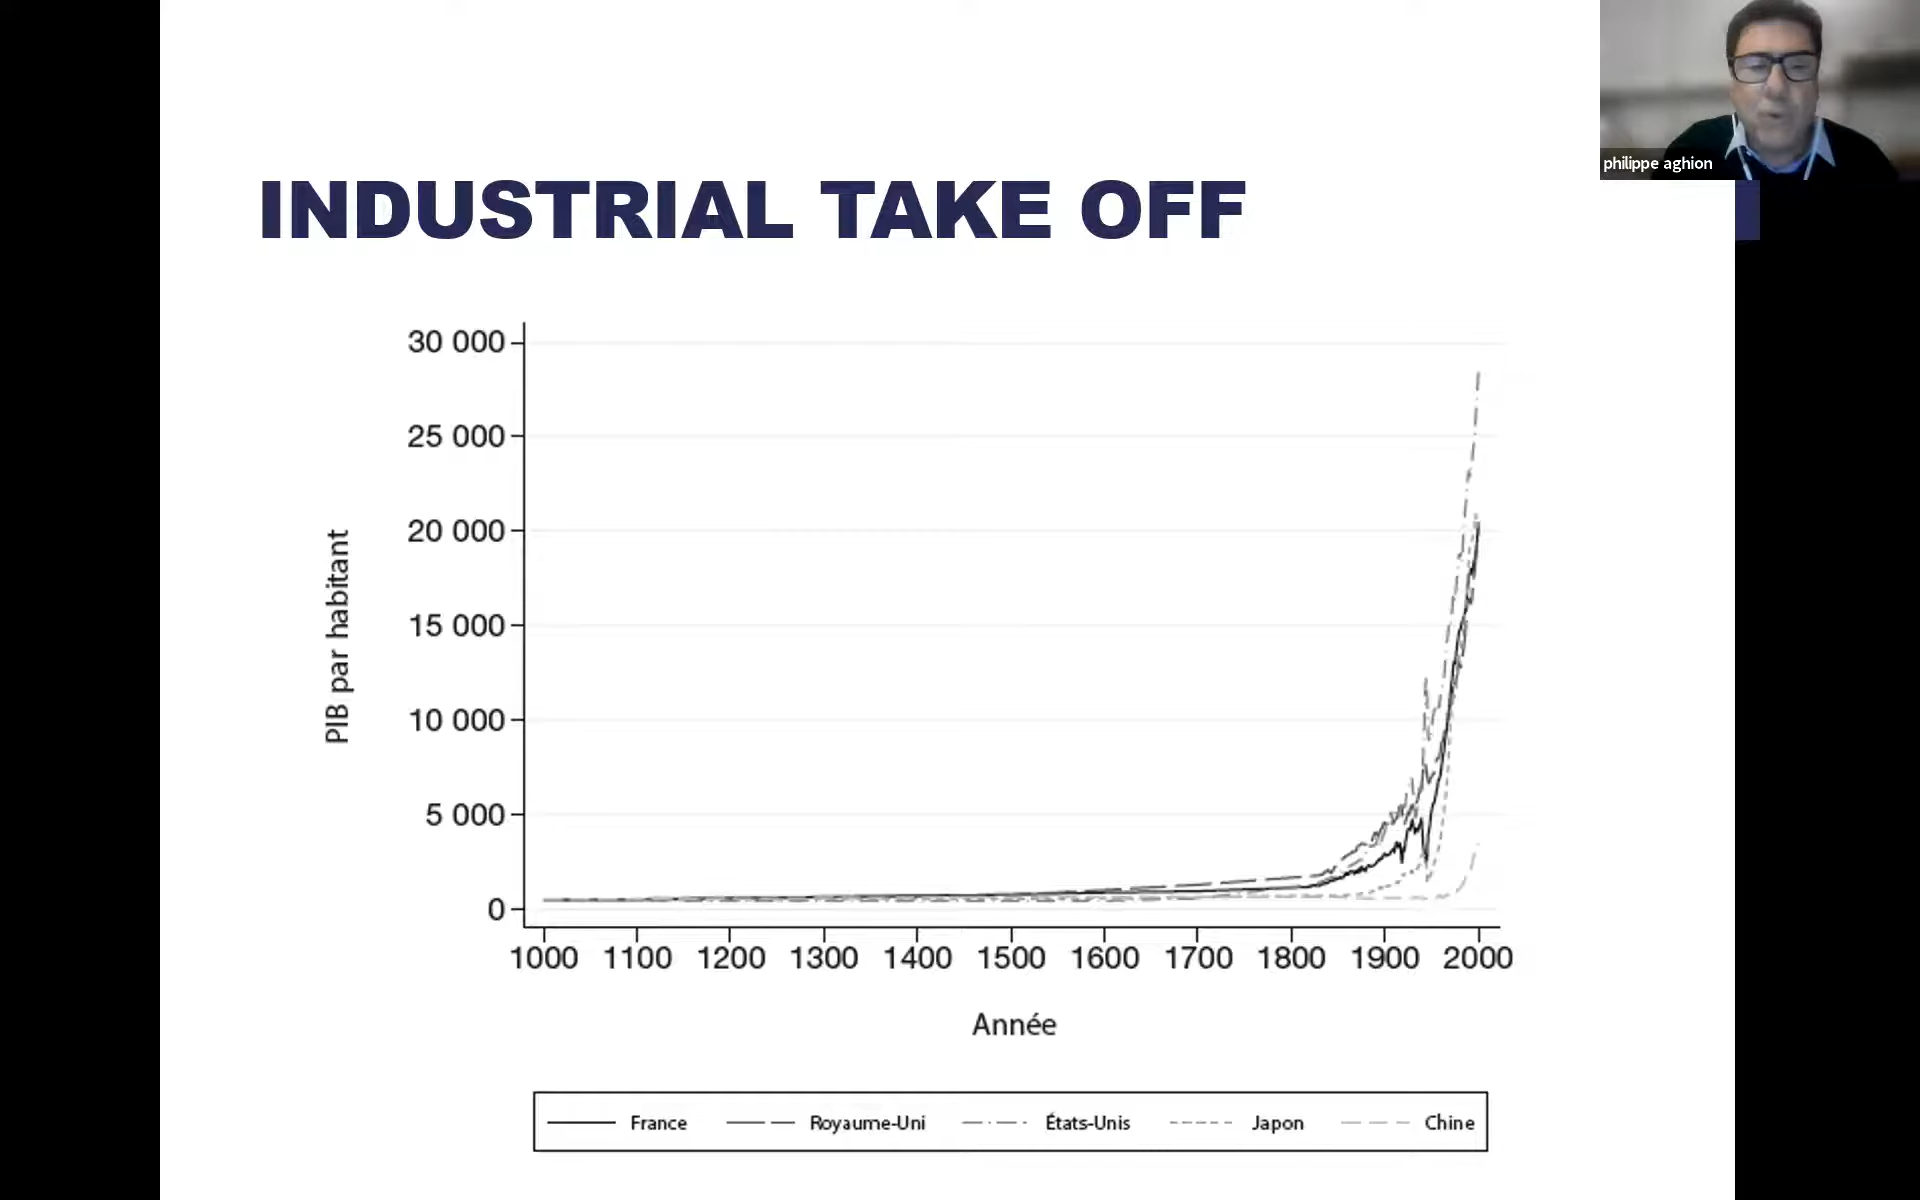 philippe aghion
INDUSTRIAL TAKE OFF
30 000
25 000
20 000
15 000
10 000
5 000
0
PIB par habitant
1000 1100 1200 1300 1400 1500 1600 1700 1800 1900 2000
Année
France Royaume-Uni États-Unis Japon Chine